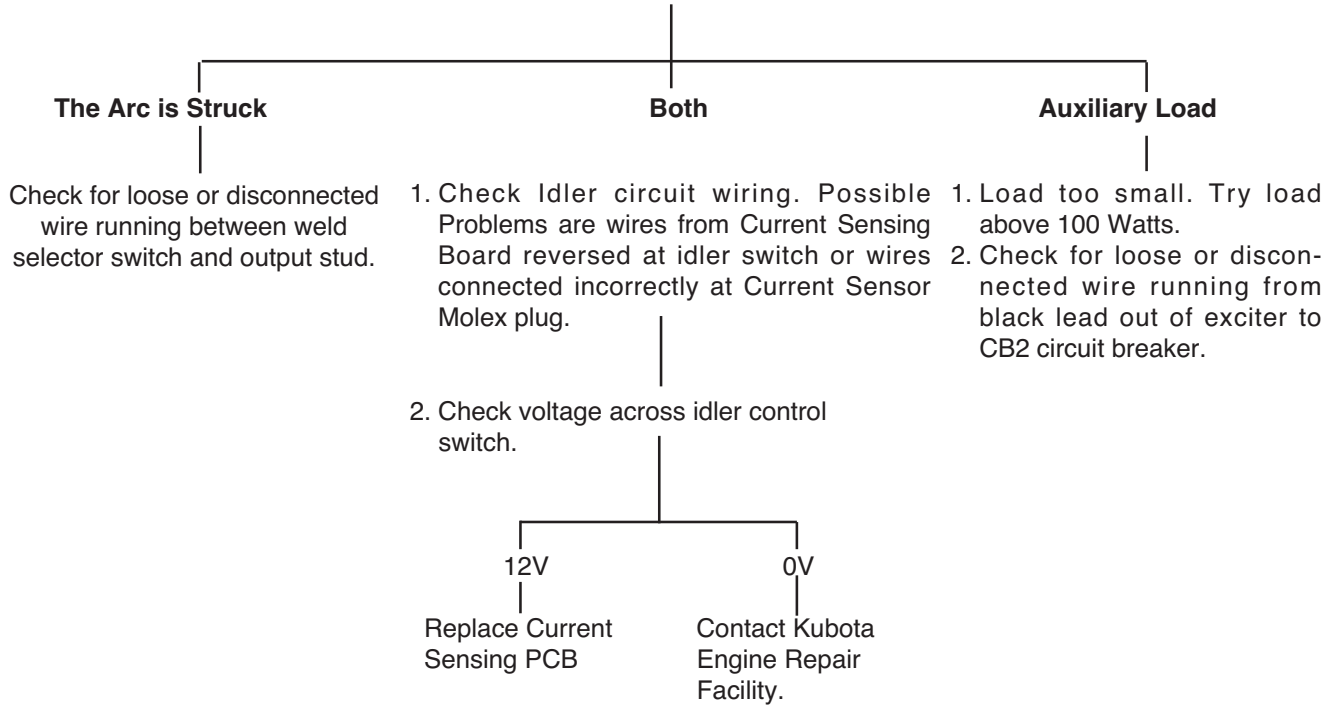 The Arc is Struck
Both
Auxiliary Load
Check for loose or disconnected
wire running between weld
selector switch and output stud.
1. Check Idler circuit wiring. Possible
Problems are wires from Current Sensing
Board reversed at idler switch or wires
connected incorrectly at Current Sensor
Molex plug.
2. Check voltage across idler control
switch.
12V
0V
Replace Current
Sensing PCB
Contact Kubota
Engine Repair
Facility.
1. Load too small. Try load
above 100 Watts.
2. Check for loose or discon-
nected wire running from
black lead out of exciter to
CB2 circuit breaker.